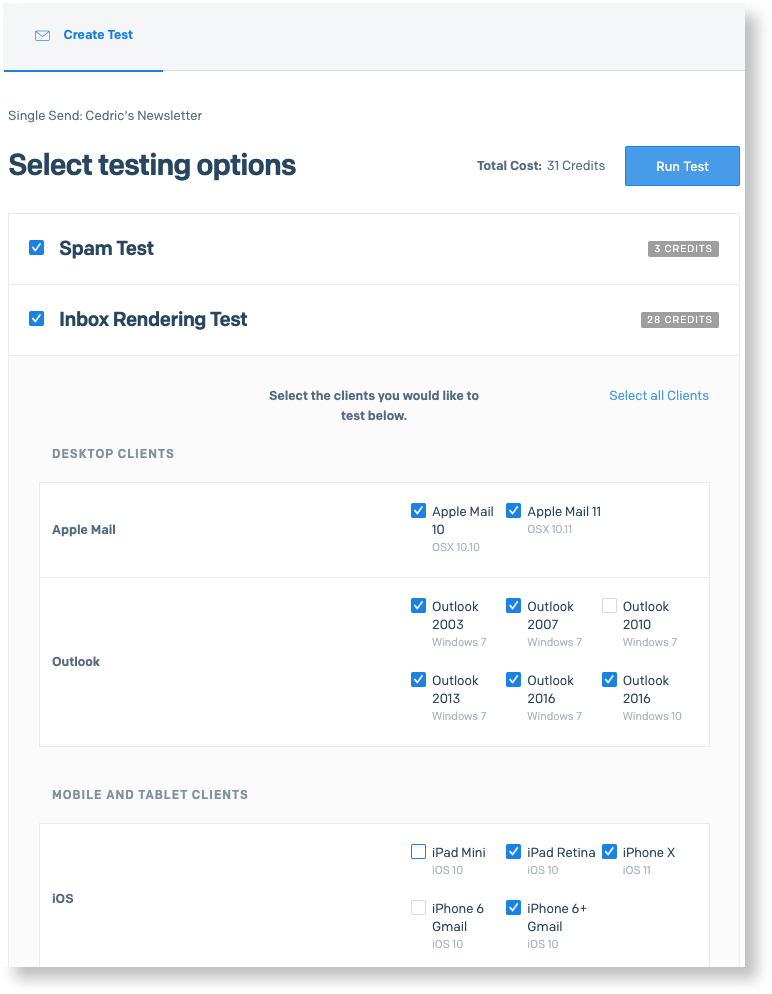 Create Test
Single Send: Cedric's Newsletter
Select testing options
Total Cost: 31 Credits
Run Test
Spam Test
3 CREDITS
Inbox Rendering Test
28 CREDITS
Select the clients you would like to
test below.
Select all Clients
DESKTOP CLIENTS
Apple Mail
Apple Mail
10
OSX 10.10
Apple Mail 11
OSX 10.11
Outlook
Outlook
2003
Windows 7
Outlook
2007
Windows 7
Outlook
2010
Windows 7
Outlook
2013
Windows 7
Outlook
2016
Windows 7
Outlook
2016
Windows 10
MOBILE AND TABLET CLIENTS
iOS
iPad Mini
iOS 10
iPad Retina
iOS 10
iPhone X
iOS 11
iPhone 6
Gmail
iOS 10
iPhone 6+
Gmail
iOS 10